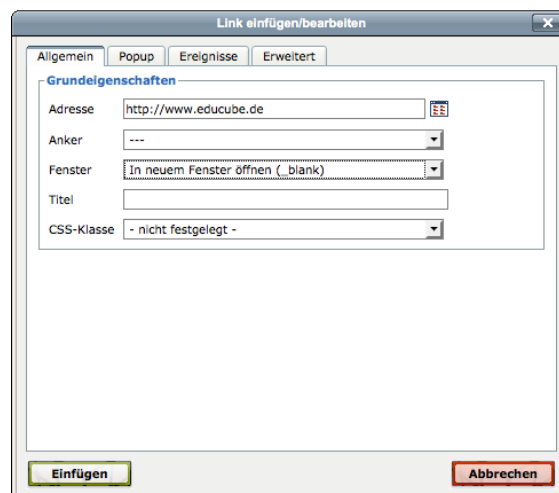 Link einfügen/bearbeiten
Allgemein Popup Ereignisse Erweitert
Grundeigenschaften
Adresse http://www.educube.de
Anker ---
Fenster In neuem Fenster öffnen (_blank)
Titel
CSS-Klasse - nicht festgelegt -
Einfügen Abbrechen